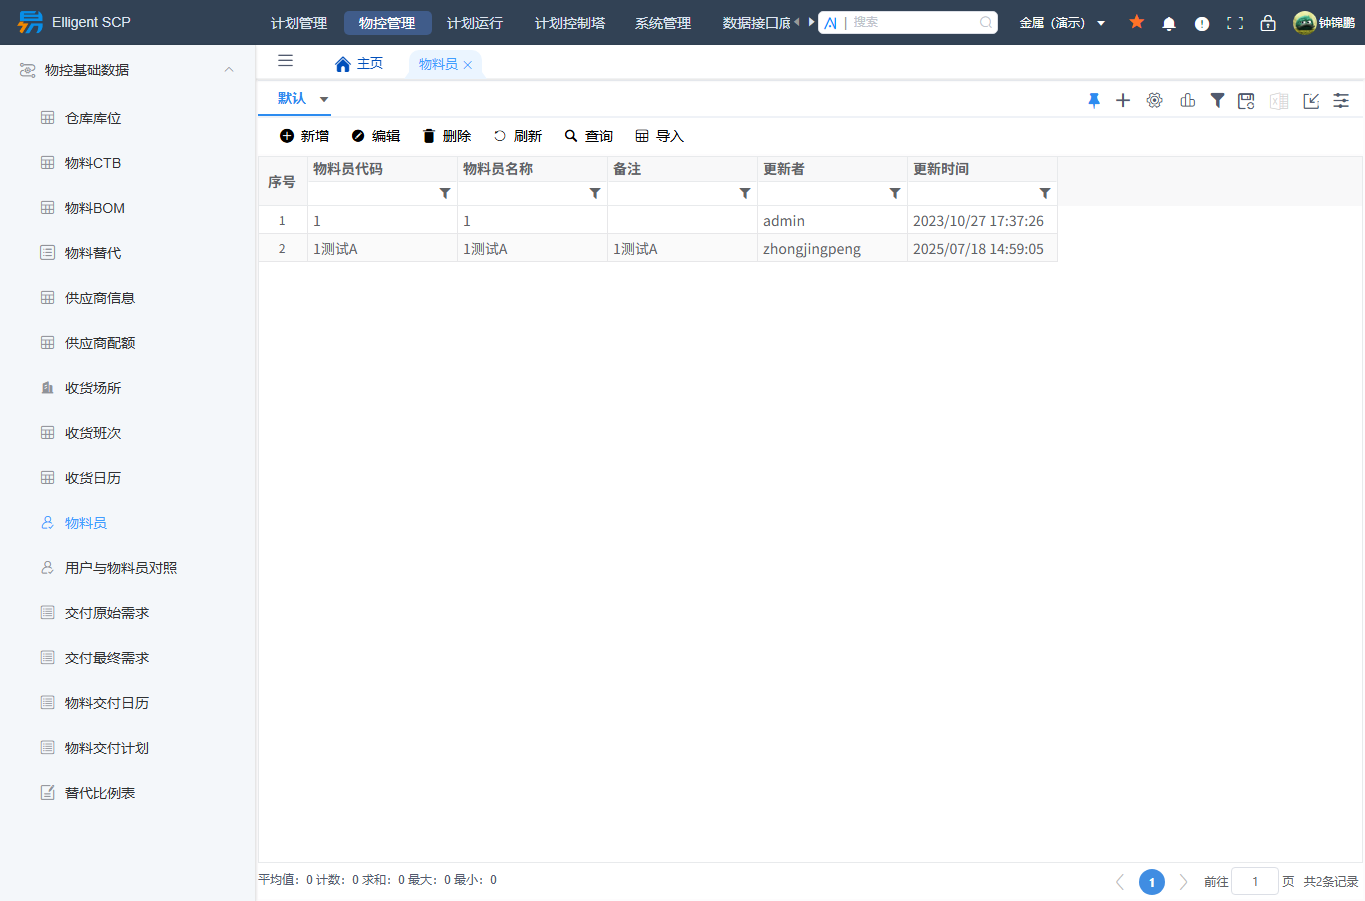 Elligent SCP 计划管理 物控管理 计划运行 计划控制塔 系统管理 数据接口 AI | 搜索 金属（演示） 钟锦鹏
物控基础数据
仓库库位
物料CTB
物料BOM
物料替代
供应商信息
供应商配额
收货场所
收货班次
收货日历
物料员
用户与物料员对照
交付原始需求
交付最终需求
物料交付日历
物料交付计划
替代比例表
主页 物料员
默认
新增 编辑 删除 刷新 查询 导入
序号 物料员代码 物料员名称 备注 更新者 更新时间
1 1 1 admin 2023/10/27 17:37:26
2 1测试A 1测试A 1测试A zhongjingpeng 2025/07/18 14:59:05
平均值：0 计数：0 求和：0 最大：0 最小：0
1 前往 1 页 共2条记录